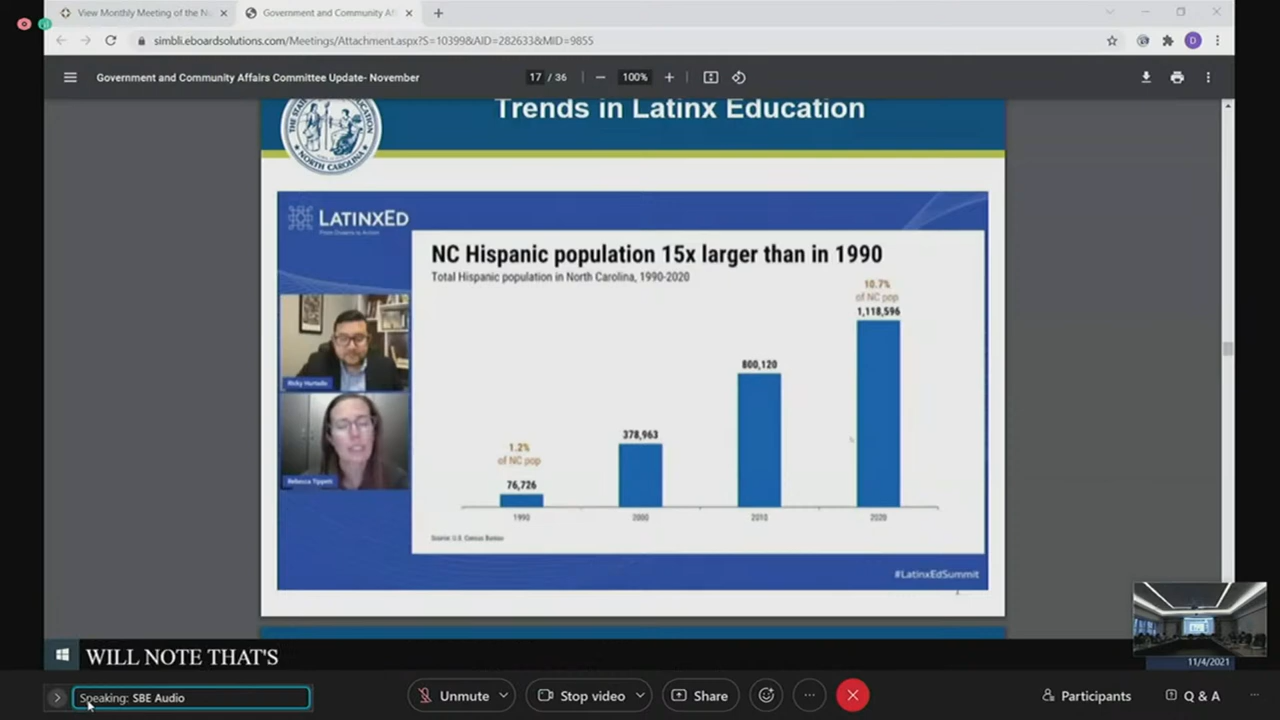 View Monthly Meeting of the N
Government and Community Af
simbli.eboardsolutions.com/Meetings/Attachment.aspx?S=10399&AID=282633&MID=9855
D
Government and Community Affairs Committee Update- November
17 / 36
100%
Trends in Latinx Education
NORTH CAROLINA
LATINXED
From Dreams to Action
NC Hispanic population 15x larger than in 1990
Total Hispanic population in North Carolina, 1990-2020
10.7%
of NC pop
1,118,596
800,120
378,963
1.2%
of NC pop
76,726
1990
2000
2010
2020
Ricky Hurtado
Rebecca Tippett
Source: U.S. Census Bureau
#LatinxEdSummit
WILL NOTE THAT'S
11/4/2021
Speaking: SBE Audio
Unmute
Stop video
Share
Participants
Q & A